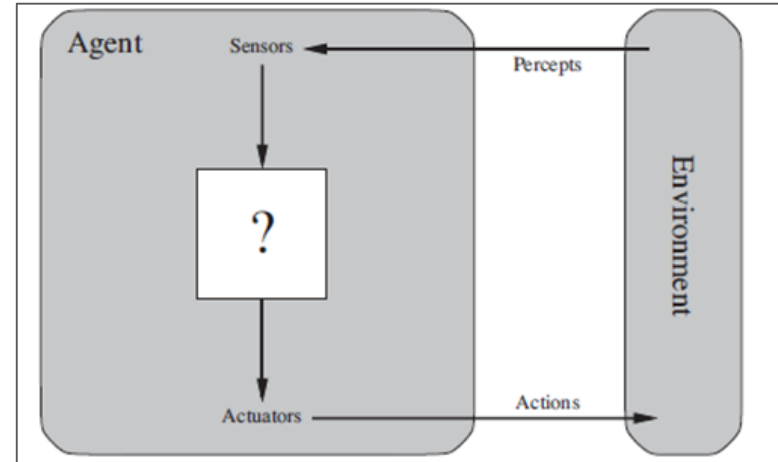 Agent
Sensors
Percepts
?
Environment
Actuators
Actions